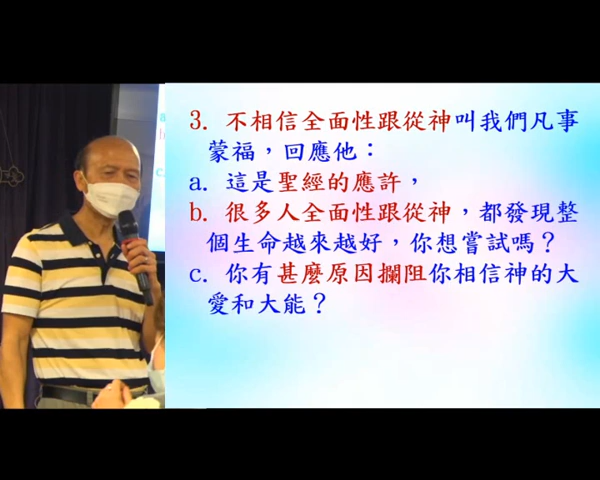 3. 不相信全面性跟從神叫我們凡事
蒙福，回應他：
a. 這是聖經的應許，
b. 很多人全面性跟從神，都發現整
個生命越來越好，你想嘗試嗎？
c. 你有甚麼原因攔阻你相信神的大
愛和大能？